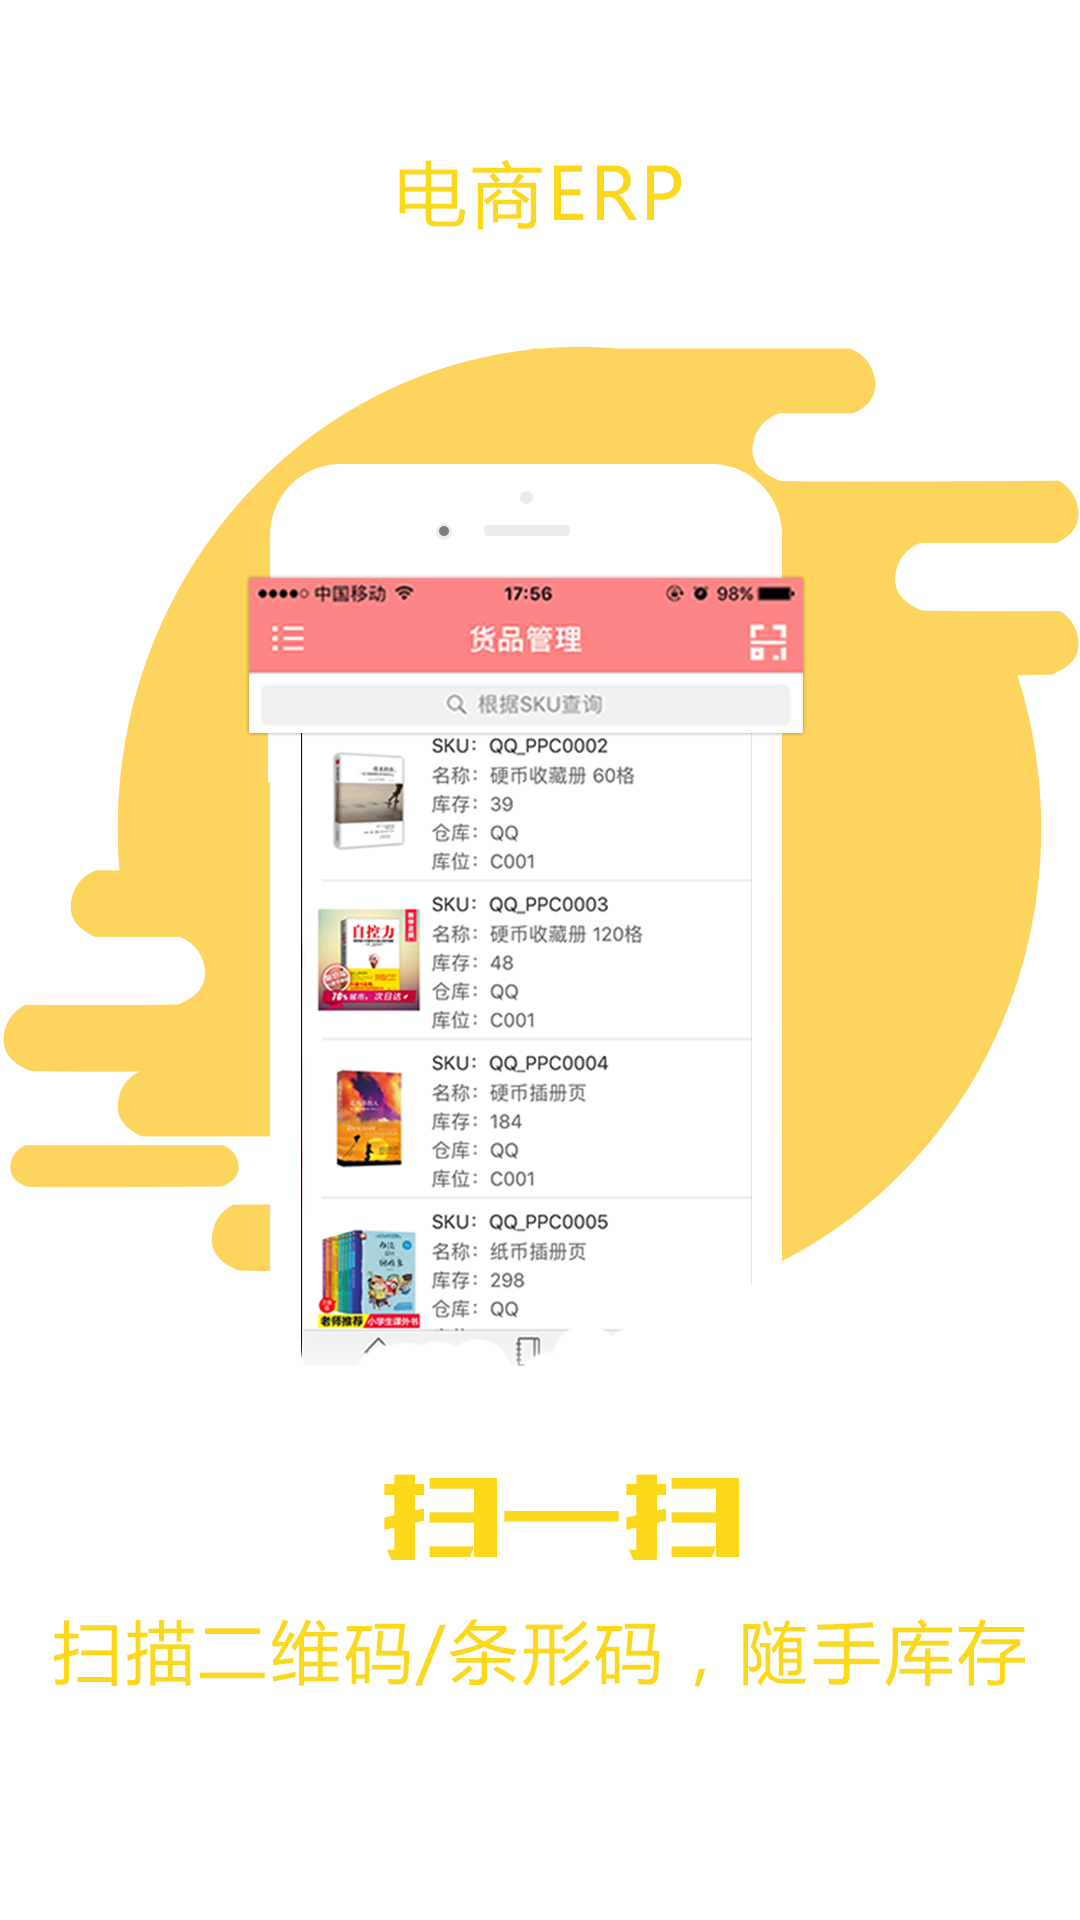 电商ERP
中国移动 17:56 98%
货品管理
根据SKU查询
SKU：QQ_PPC0002
名称：硬币收藏册 60格
库存：39
仓库：QQ
库位：C001
SKU：QQ_PPC0003
名称：硬币收藏册 120格
库存：48
仓库：QQ
库位：C001
自控力
70%城市，次日达
SKU：QQ_PPC0004
名称：硬币插册页
库存：184
仓库：QQ
库位：C001
SKU：QQ_PPC0005
名称：纸币插册页
库存：298
仓库：QQ
老师推荐 小学生课外书
扫一扫
扫描二维码/条形码，随手库存